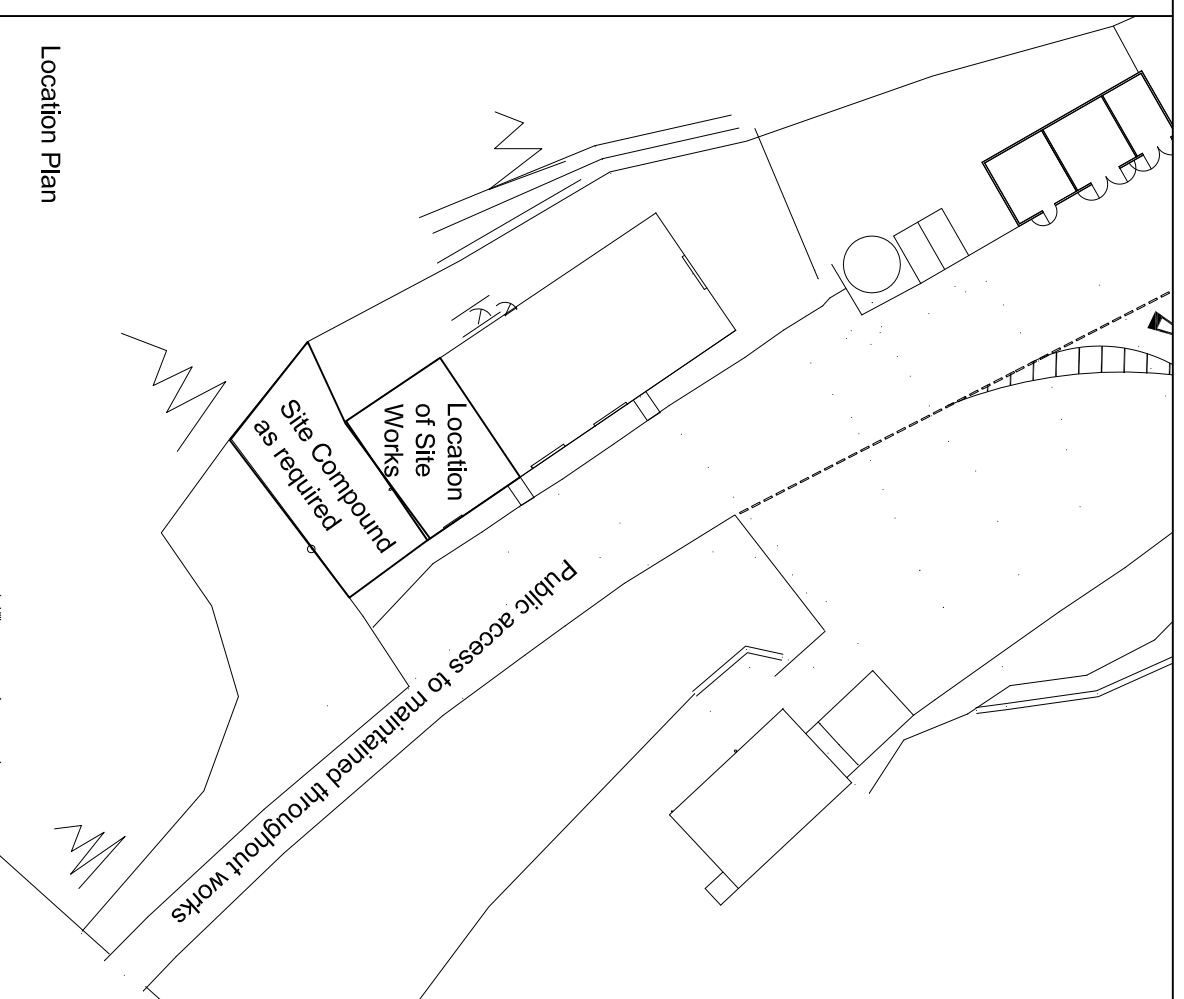 Location Plan
Location
of Site
Works
Site Compound
as required
Public access to maintained throughout works